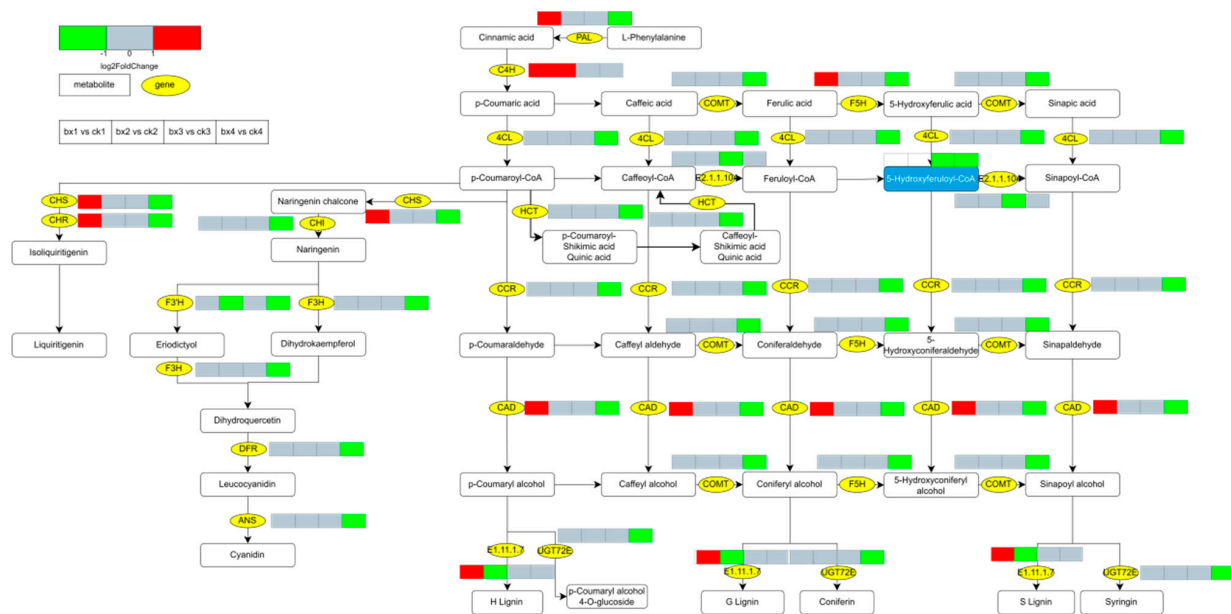 -1
0
1
log2FoldChange
metabolite
gene
bx1 vs ck1
bx2 vs ck2
bx3 vs ck3
bx4 vs ck4
Cinnamic acid
PAL
L-Phenylalanine
C4H
p-Coumaric acid
Caffeic acid
COMT
Ferulic acid
F5H
5-Hydroxyferulic acid
COMT
Sinapic acid
4CL
4CL
4CL
4CL
4CL
p-Coumaroyl-CoA
Caffeoyl-CoA
E2.1.1.104
Feruloyl-CoA
5-Hydroxyferuloyl-CoA
E2.1.1.104
Sinapoyl-CoA
CHS
CHR
Naringenin chalcone
CHS
HCT
HCT
CHI
Isoliquiritigenin
Naringenin
p-Coumaroyl-
Shikimic acid
Quinic acid
Caffeoyl-
Shikimic acid
Quinic acid
F3'H
F3H
CCR
CCR
CCR
CCR
CCR
Liquiritigenin
Eriodictyol
Dihydrokaempferol
p-Coumaraldehyde
Caffeyl aldehyde
COMT
Coniferaldehyde
F5H
5-
Hydroxyconiferaldehyde
COMT
Sinapaldehyde
F3H
Dihydroquercetin
CAD
CAD
CAD
CAD
CAD
DFR
Leucocyanidin
p-Coumaryl alcohol
Caffeyl alcohol
COMT
Coniferyl alcohol
F5H
5-Hydroxyconiferyl
alcohol
COMT
Sinapoyl alcohol
ANS
Cyanidin
E1.11.1.7
UGT72E
E1.11.1.7
UGT72E
E1.11.1.7
UGT72E
H Lignin
p-Coumaryl alcohol
4-O-glucoside
G Lignin
Coniferin
S Lignin
Syringin